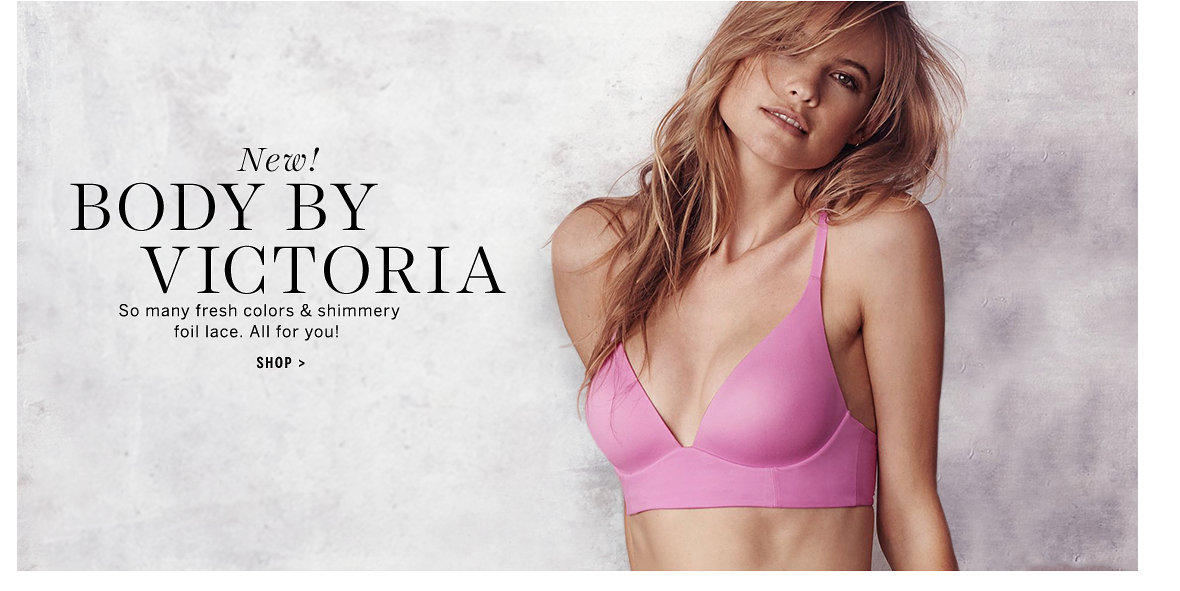 New!
BODY BY
VICTORIA
So many fresh colors & shimmery
foil lace. All for you!
SHOP >